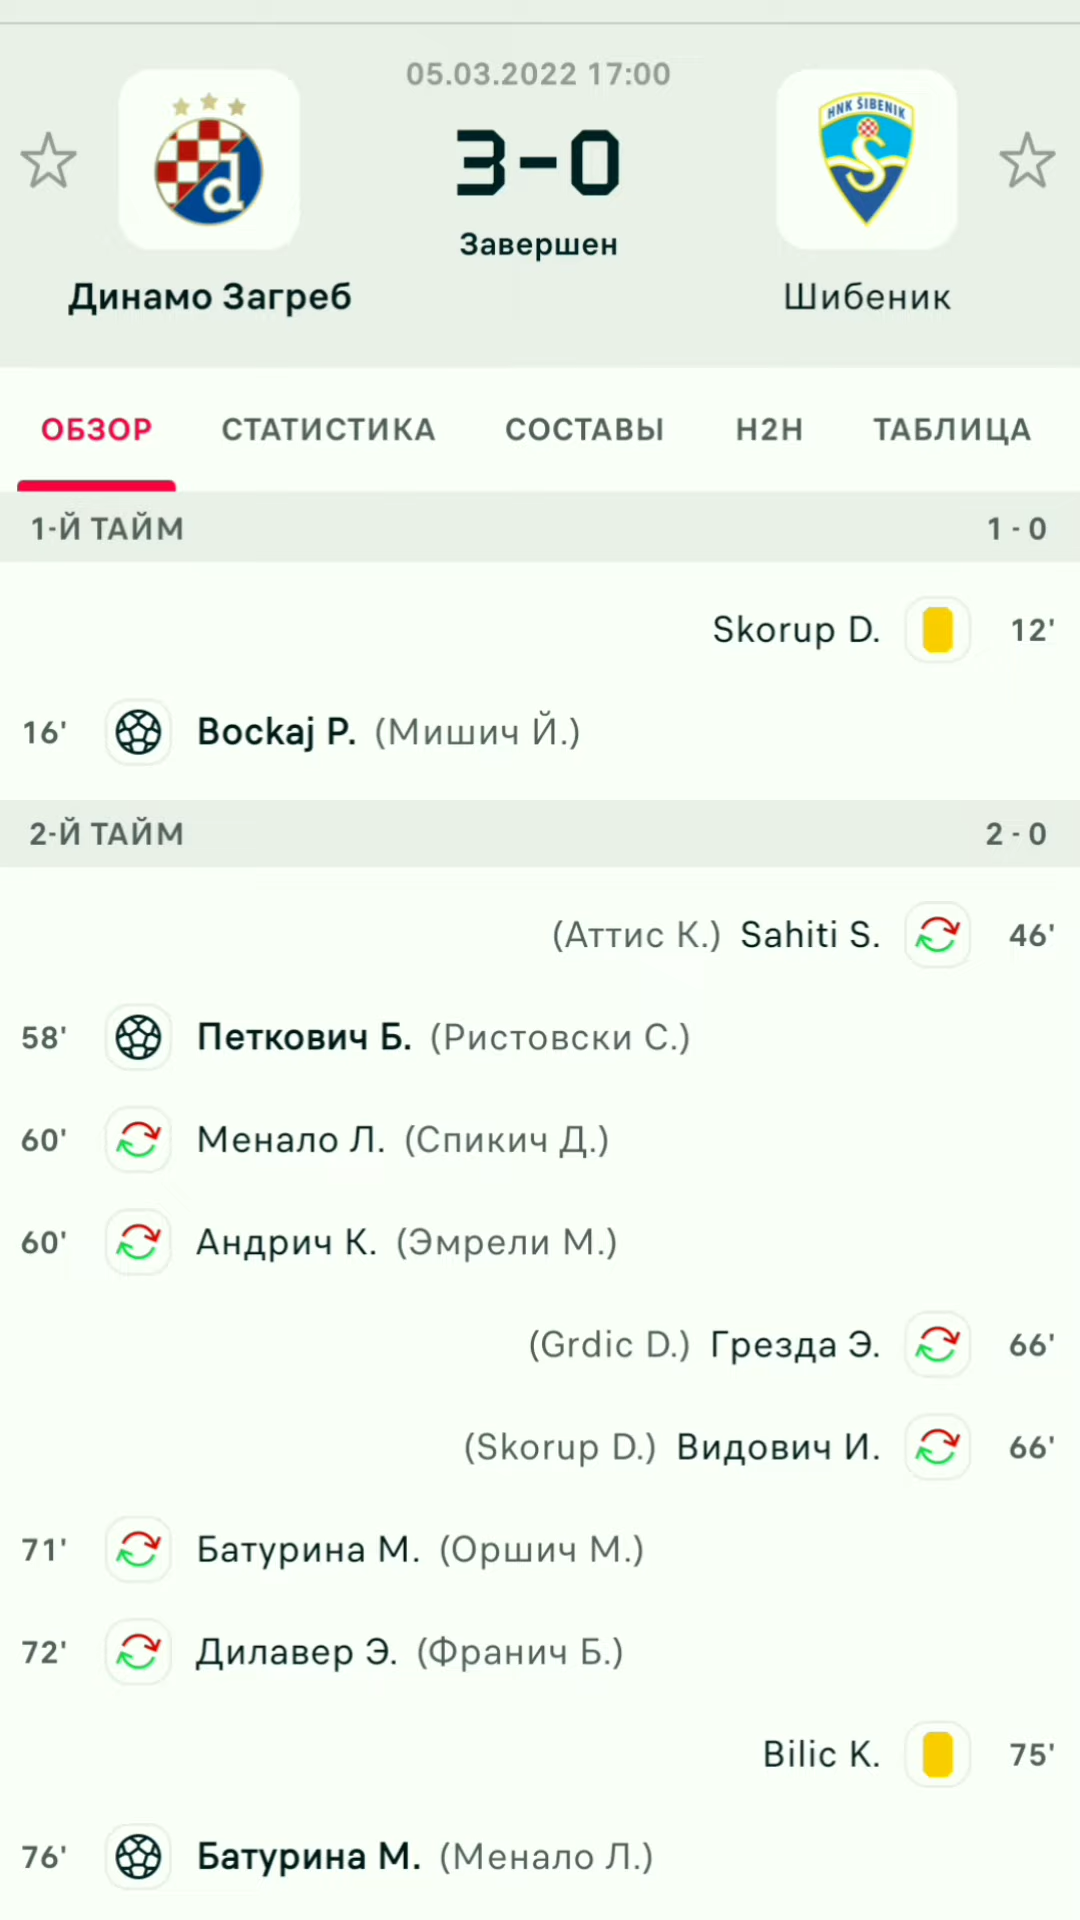 05.03.2022 17:00
HNK ŠIBENIK
S
d
3-0
Завершен
Динамо Загреб
Шибеник
ОБЗОР СТАТИСТИКА СОСТАВЫ H2H ТАБЛИЦА
1-Й ТАЙМ 1 - 0
Skorup D. 12'
16' Bockaj P. (Мишич Й.)
2-Й ТАЙМ 2 - 0
(Аттис К.) Sahiti S. 46'
58' Петкович Б. (Ристовски С.)
60' Менало Л. (Спикич Д.)
60' Андрич К. (Эмрели М.)
(Grdic D.) Грезда Э. 66'
(Skorup D.) Видович И. 66'
71' Батурина М. (Оршич М.)
72' Дилавер Э. (Франич Б.)
Bilic K. 75'
76' Батурина М. (Менало Л.)